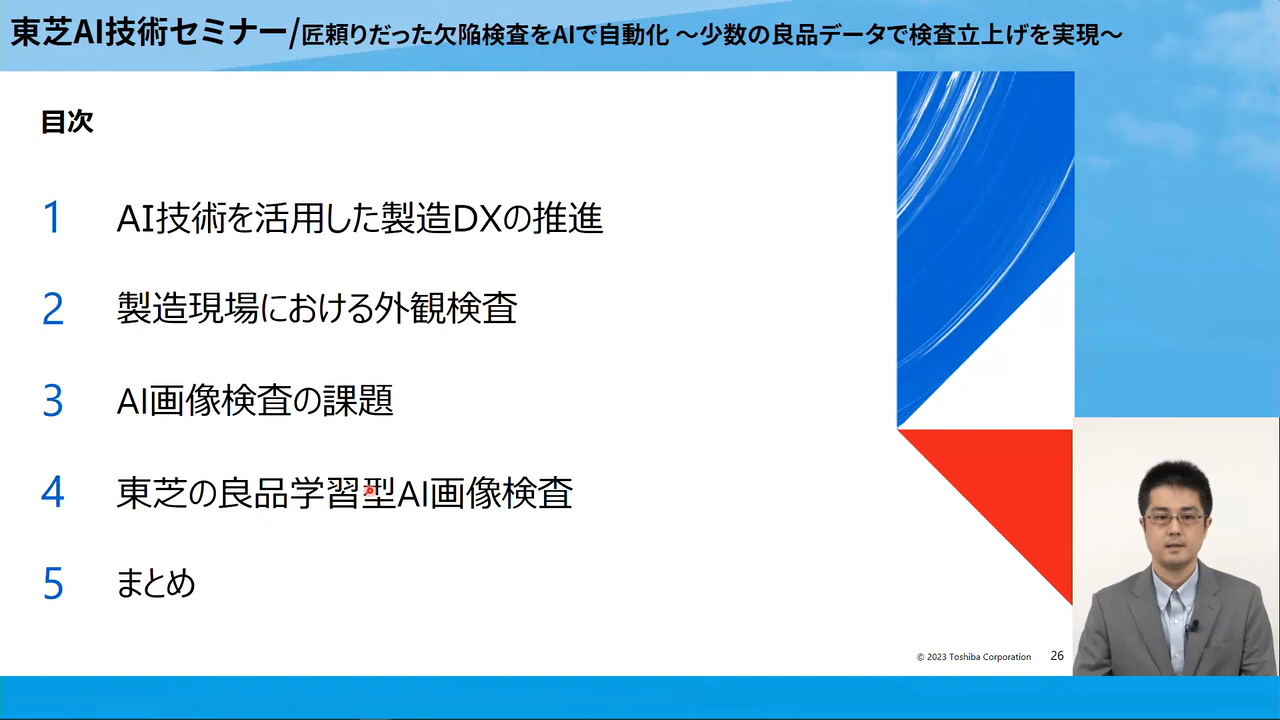 東芝AI技術セミナー/匠頼りだった欠陥検査をAIで自動化 ～少数の良品データで検査立上げを実現～
目次
1 AI技術を活用した製造DXの推進
2 製造現場における外観検査
3 AI画像検査の課題
4 東芝の良品学習型AI画像検査
5 まとめ
© 2023 Toshiba Corporation 26